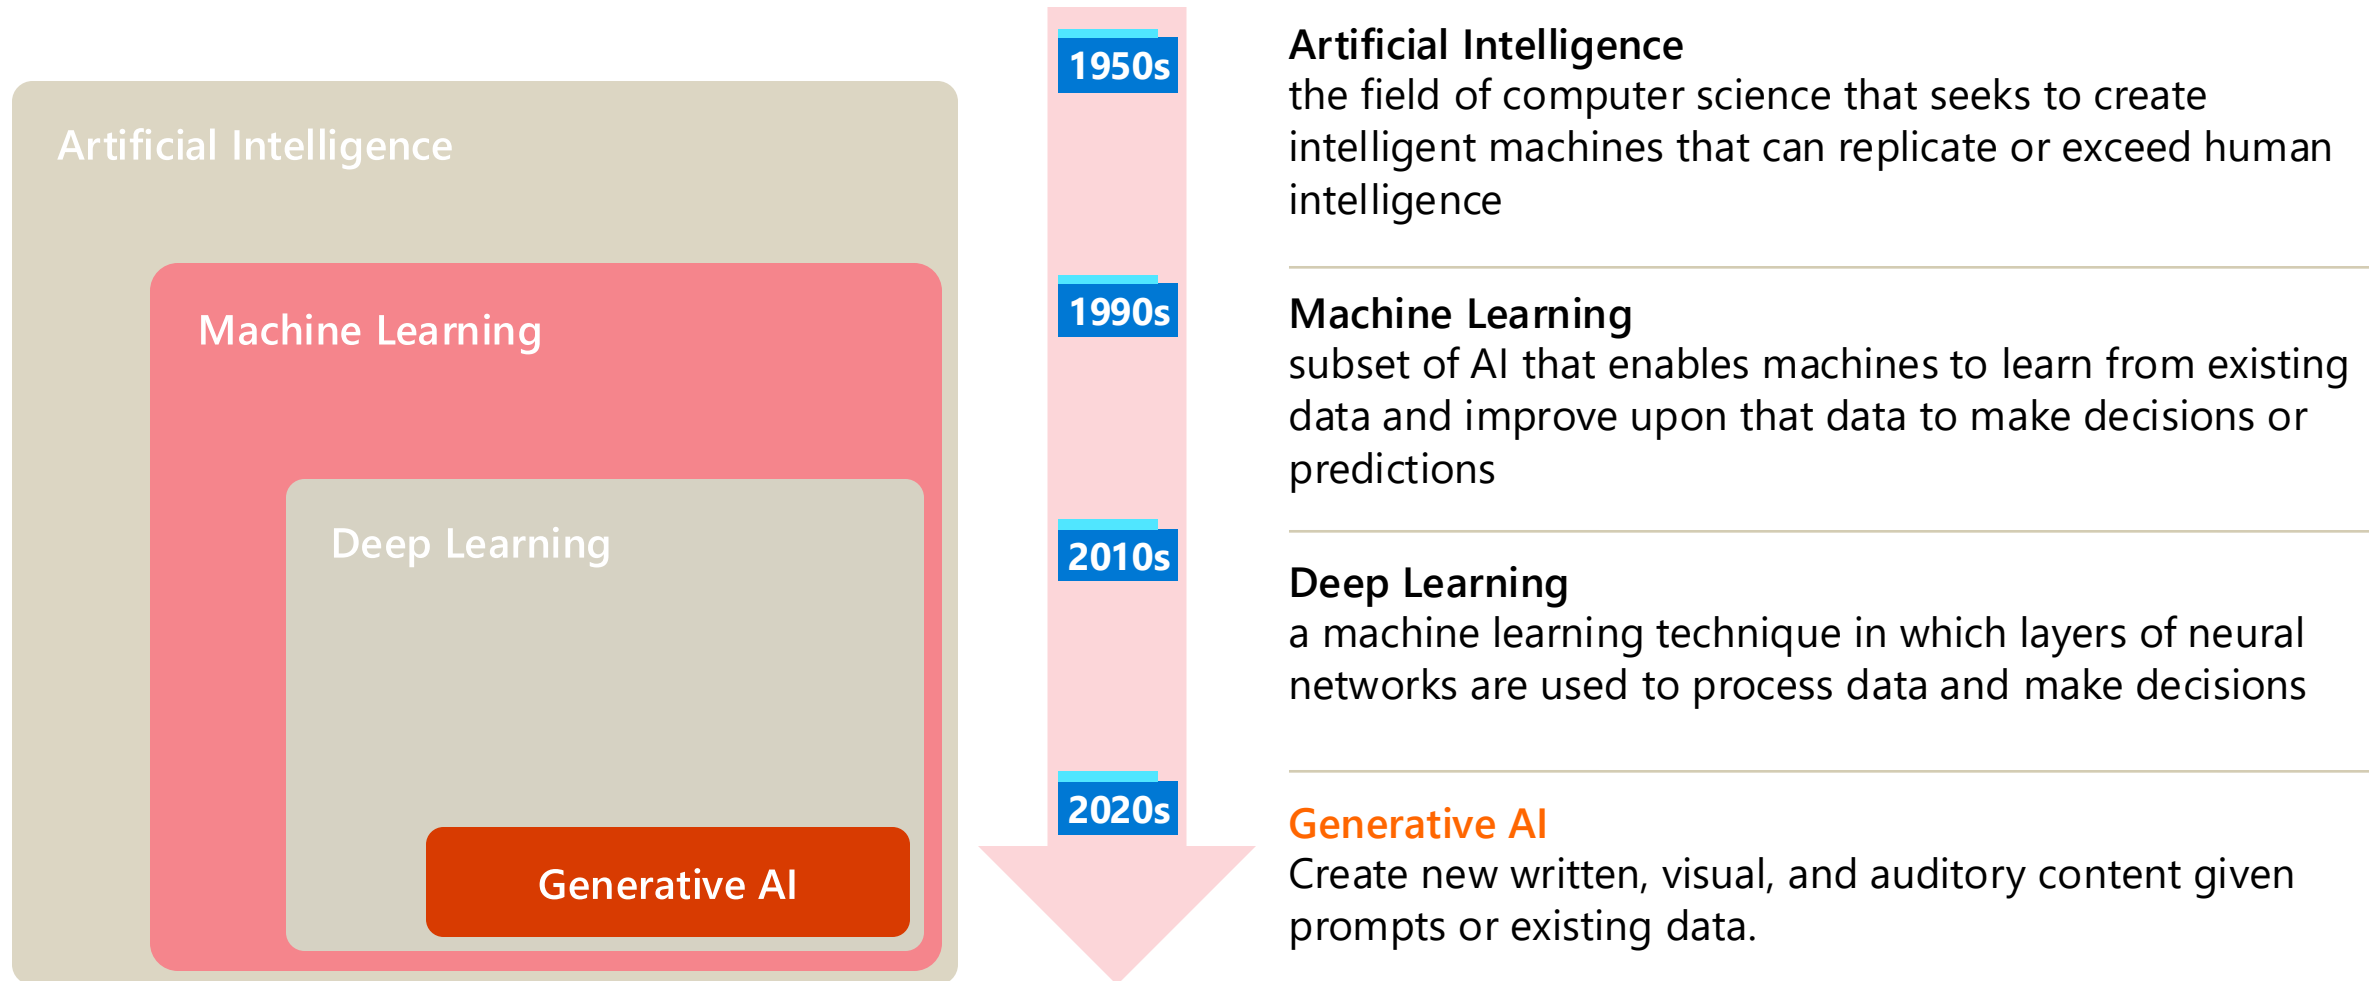 Artificial Intelligence
Machine Learning
Deep Learning
Generative AI
1950s
1990s
2010s
2020s
Artificial Intelligence
the field of computer science that seeks to create
intelligent machines that can replicate or exceed human
intelligence
Machine Learning
subset of AI that enables machines to learn from existing
data and improve upon that data to make decisions or
predictions
Deep Learning
a machine learning technique in which layers of neural
networks are used to process data and make decisions
Generative AI
Create new written, visual, and auditory content given
prompts or existing data.